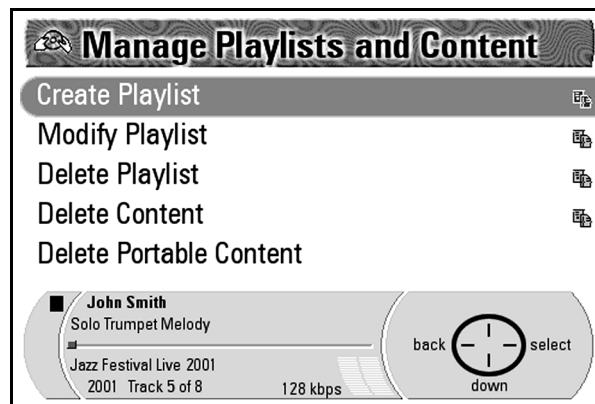 Manage Playlists and Content
Create Playlist
Modify Playlist
Delete Playlist
Delete Content
Delete Portable Content
John Smith
Solo Trumpet Melody
Jazz Festival Live 2001
2001 Track 5 of 8 128 kbps
back select
down